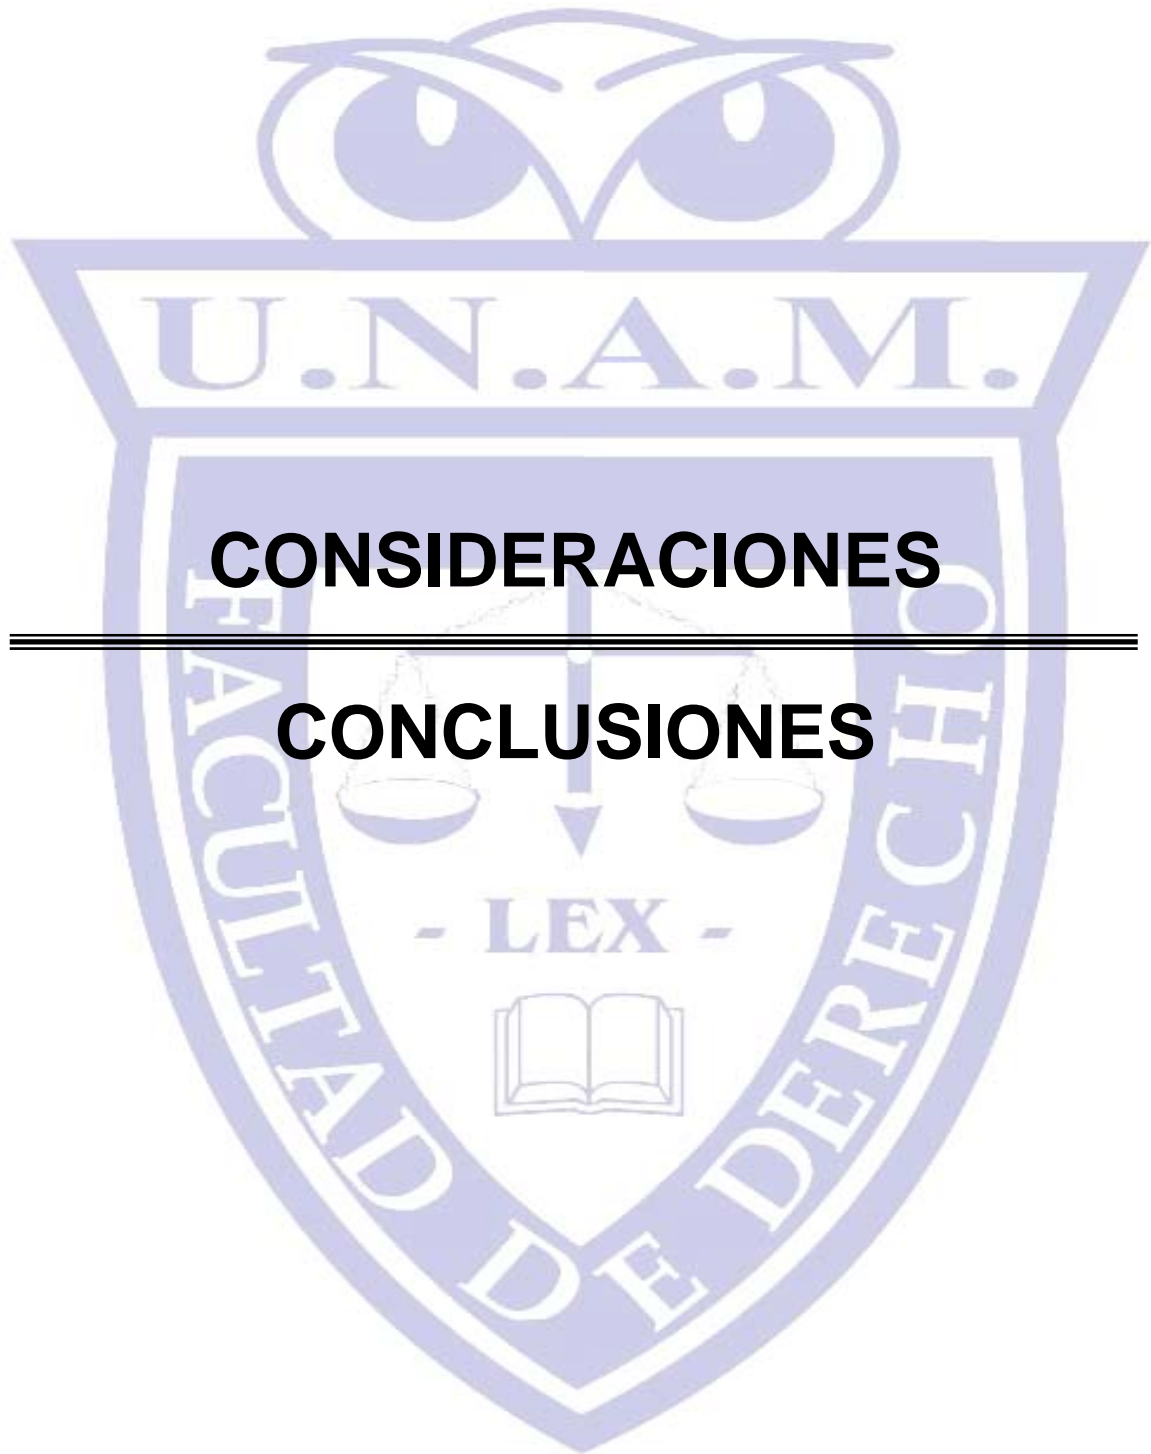 U.N.A.M.
CONSIDERACIONES
CONCLUSIONES
- LEX -
FACULTAD DE DERECHO